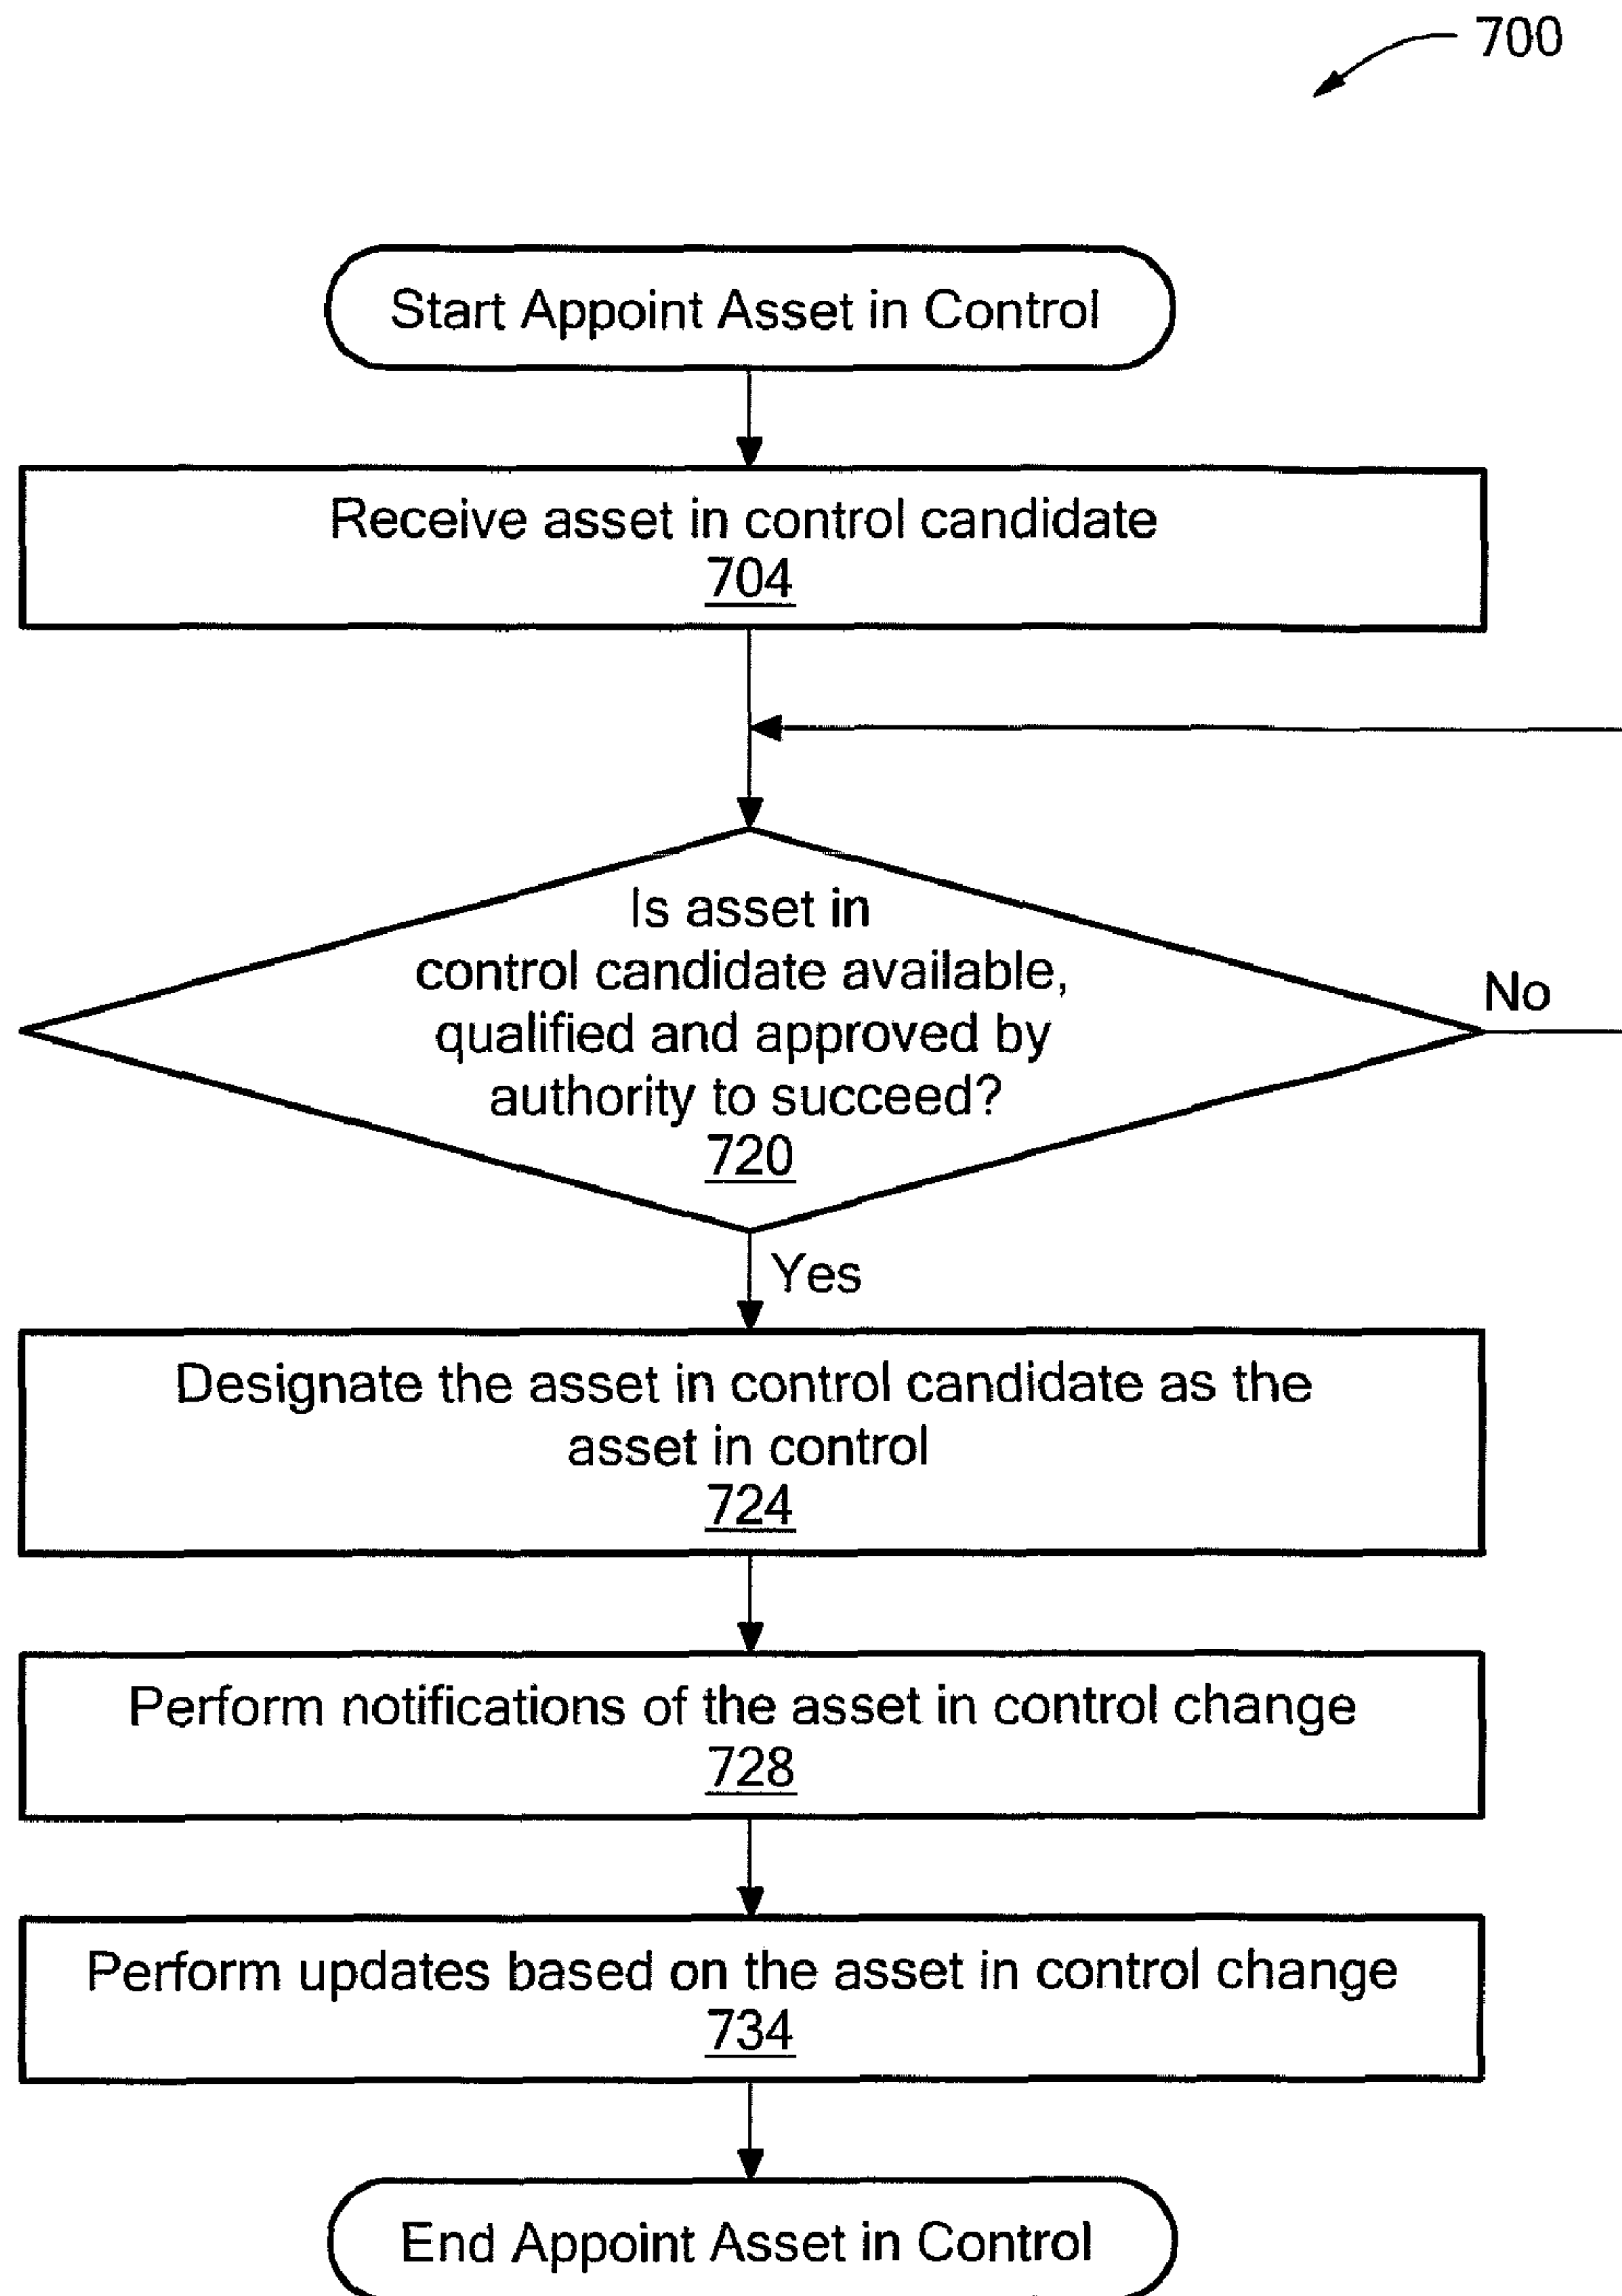 700
Start Appoint Asset in Control
Receive asset in control candidate
704
Is asset in
control candidate available,
qualified and approved by
authority to succeed?
720
No
Yes
Designate the asset in control candidate as the
asset in control
724
Perform notifications of the asset in control change
728
Perform updates based on the asset in control change
734
End Appoint Asset in Control